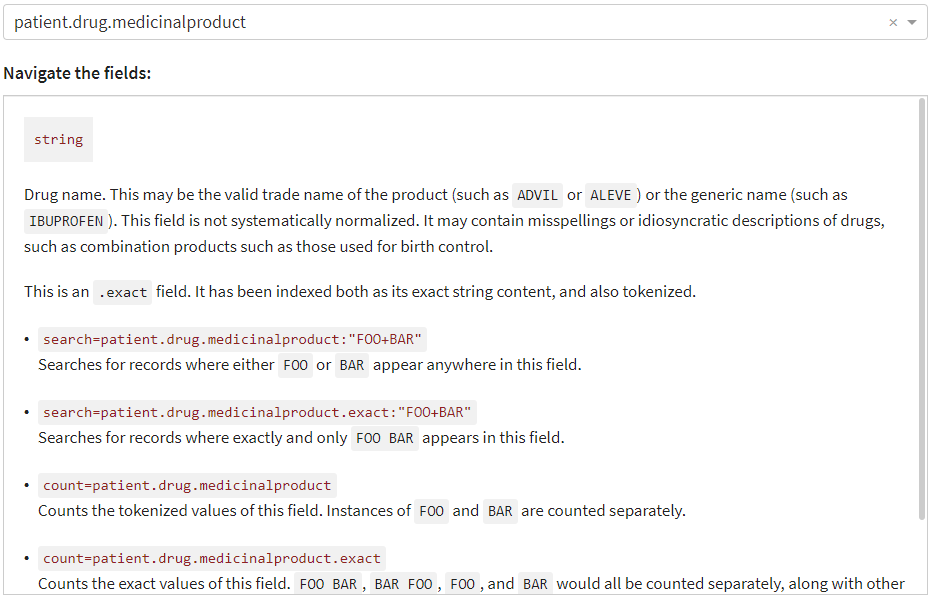 patient.drug.medicinalproduct
Navigate the fields:
string
Drug name. This may be the valid trade name of the product (such as ADVIL or ALEVE ) or the generic name (such as
IBUPROFEN ). This field is not systematically normalized. It may contain misspellings or idiosyncratic descriptions of drugs,
such as combination products such as those used for birth control.
This is an .exact field. It has been indexed both as its exact string content, and also tokenized.
• search=patient.drug.medicinalproduct:"FOO+BAR"
Searches for records where either FOO or BAR appear anywhere in this field.
• search=patient.drug.medicinalproduct.exact:"FOO+BAR"
Searches for records where exactly and only FOO BAR appears in this field.
• count=patient.drug.medicinalproduct
Counts the tokenized values of this field. Instances of FOO and BAR are counted separately.
• count=patient.drug.medicinalproduct.exact
Counts the exact values of this field. FOO BAR , BAR FOO , FOO , and BAR would all be counted separately, along with other